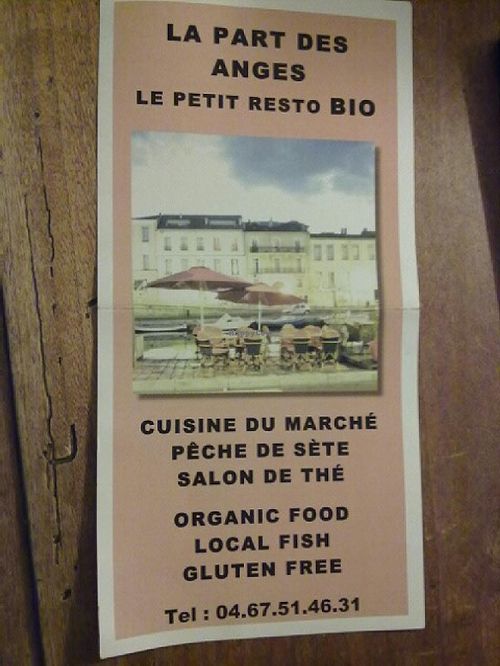 LA PART DES
ANGES
LE PETIT RESTO BIO
CUISINE DU MARCHÉ
PÊCHE DE SÈTE
SALON DE THÉ
ORGANIC FOOD
LOCAL FISH
GLUTEN FREE
Tel : 04.67.51.46.31